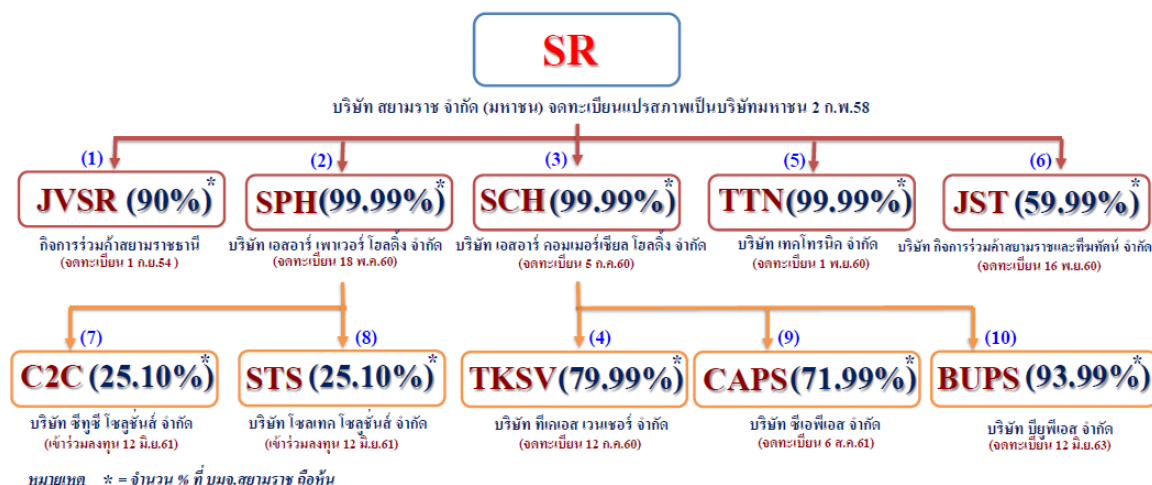 SR
บริษัท สยามราช จำกัด (มหาชน) จดทะเบียนแปรสภาพเป็นบริษัทมหาชน 2 ก.พ.58
(1) (2) (3) (5) (6)
JVSR (90%)* SPH(99.99%)* SCH (99.99%)* TTN(99.99%)* JST (59.99%)*
กิจการร่วมค้าสยามราชธานี บริษัท เอสอาร์ เพาเวอร์ โฮลดิ้ง จำกัด บริษัท เอสอาร์ คอมเมอร์เชียล โฮลดิ้ง จำกัด บริษัท เทคโทรนิค จำกัด บริษัท กิจการร่วมค้าสยามราชและทีฆทัศน์ จำกัด
(จดทะเบียน 1 ก.ย.54 ) (จดทะเบียน 18 พ.ค.60) (จดทะเบียน 5 ก.ค.60) (จดทะเบียน 1 พ.ย.60) (จดทะเบียน 16 พ.ย.60)
(7) (8) (4) (9) (10)
C2C (25.10%)* STS (25.10%)* TKSV(79.99%)* CAPS(71.99%)* BUPS (93.99%)*
บริษัท ซีทูซี โซลูชั่นส์ จำกัด บริษัท โซลเทค โซลูชั่นส์ จำกัด บริษัท ทีเคเอส เวนเชอร์ จำกัด บริษัท ซีเอพีเอส จำกัด บริษัท บียูพีเอส จำกัด
(เข้าร่วมลงทุน 12 มิ.ย.61) (เข้าร่วมลงทุน 12 มิ.ย.61) (จดทะเบียน 12 ก.ค.60) (จดทะเบียน 6 ส.ค.61) (จดทะเบียน 12 มิ.ย.63)
หมายเหตุ * = จำนวน % ที่ บมจ.สยามราช ถือหุ้น